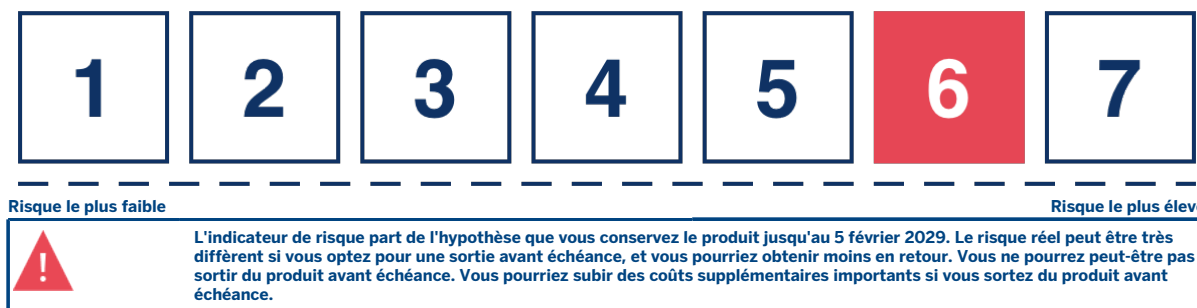 1 2 3 4 5 6 7
Risque le plus faible Risque le plus élevé
L'indicateur de risque part de l'hypothèse que vous conservez le produit jusqu'au 5 février 2029. Le risque réel peut être très
diffèrent si vous optez pour une sortie avant échéance, et vous pourriez obtenir moins en retour. Vous ne pourrez peut-être pas
sortir du produit avant échéance. Vous pourriez subir des coûts supplémentaires importants si vous sortez du produit avant
échéance.